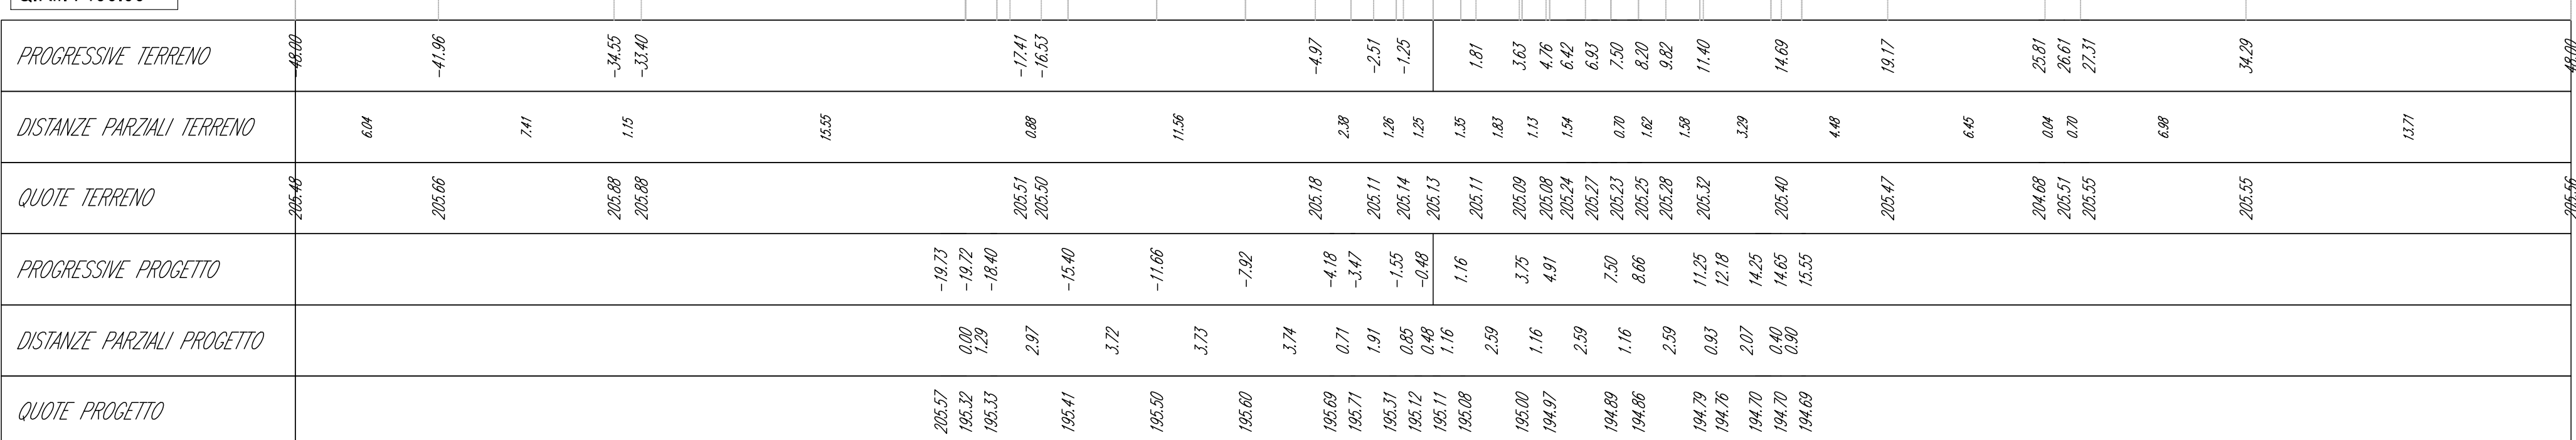 PROGRESSIVE TERRENO -48.00 -41.96 -34.55 -33.40 -17.41 -16.53 -4.97 -2.51 -1.25 1.81 3.63 4.76 6.42 6.93 7.50 8.20 9.82 11.40 14.69 19.17 25.81 26.61 27.31 34.29 48.00
DISTANZE PARZIALI TERRENO 6.04 7.41 1.15 15.55 0.88 11.56 2.38 1.26 1.25 1.35 1.83 1.13 1.54 0.70 1.62 1.58 3.29 4.48 6.45 0.04 0.70 6.98 13.71
QUOTE TERRENO 205.48 205.66 205.88 205.88 205.51 205.50 205.18 205.11 205.14 205.13 205.11 205.09 205.08 205.24 205.27 205.23 205.25 205.28 205.32 205.40 205.47 204.68 205.51 205.55 205.55 205.56
PROGRESSIVE PROGETTO -19.73 -19.72 -18.40 -15.40 -11.66 -7.92 -4.18 -3.47 -1.55 -0.48 1.16 3.75 4.91 7.50 8.66 11.25 12.18 14.25 14.65 15.55
DISTANZE PARZIALI PROGETTO 0.00 1.29 2.97 3.72 3.73 3.74 0.71 1.91 0.85 0.48 1.16 2.59 1.16 2.59 1.16 2.59 0.93 2.07 0.40 0.90
QUOTE PROGETTO 205.57 195.32 195.33 195.41 195.50 195.60 195.69 195.71 195.31 195.12 195.11 195.08 195.00 194.97 194.89 194.86 194.79 194.76 194.70 194.70 194.69